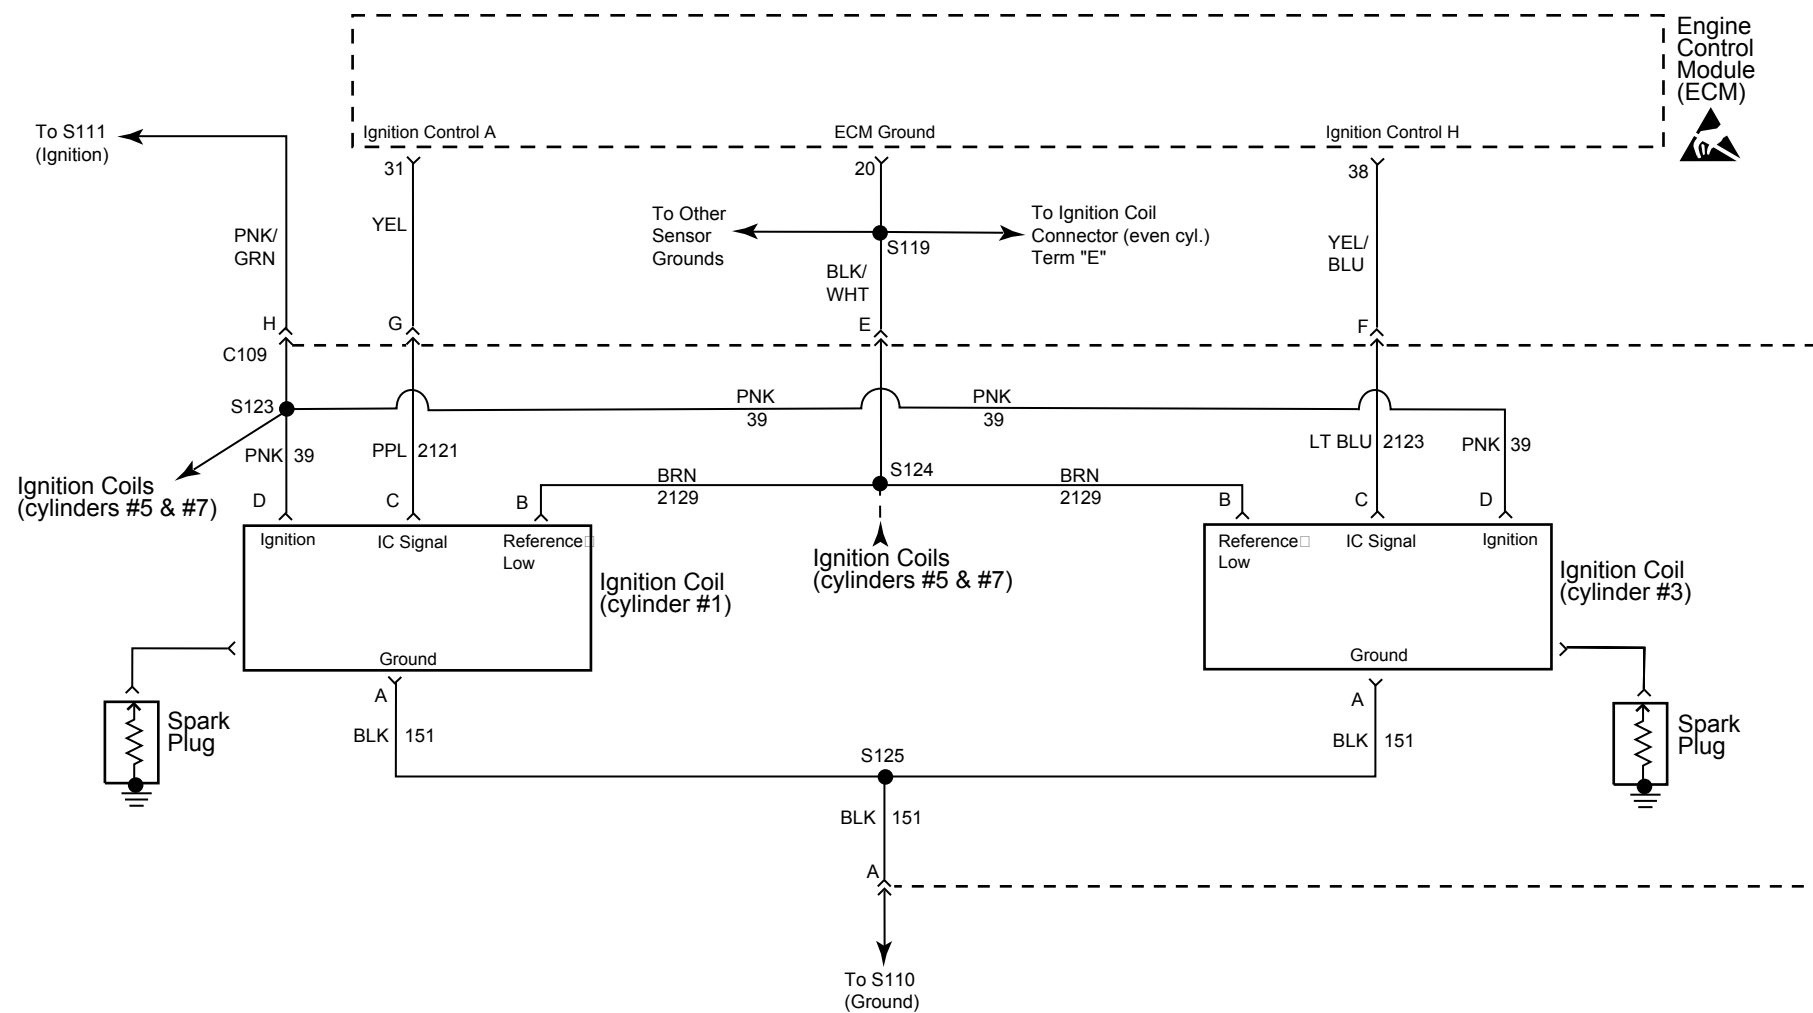 Engine
Control
Module
(ECM)
Ignition Control A
ECM Ground
Ignition Control H
To S111
(Ignition)
31
20
38
YEL
To Other
Sensor
Grounds
To Ignition Coil
Connector (even cyl.)
Term "E"
PNK/
GRN
S119
YEL/
BLU
BLK/
WHT
H
G
E
F
C109
S123
PNK
39
PNK
39
PNK
39
PPL
2121
LT BLU
2123
PNK
39
S124
BRN
2129
BRN
2129
Ignition Coils
(cylinders #5 & #7)
D
C
B
B
C
D
Ignition
IC Signal
Reference
Low
Ignition Coils
(cylinders #5 & #7)
Reference
Low
IC Signal
Ignition
Ignition Coil
(cylinder #1)
Ignition Coil
(cylinder #3)
Ground
Ground
A
A
Spark
Plug
BLK
151
BLK
151
Spark
Plug
S125
BLK
151
A
To S110
(Ground)